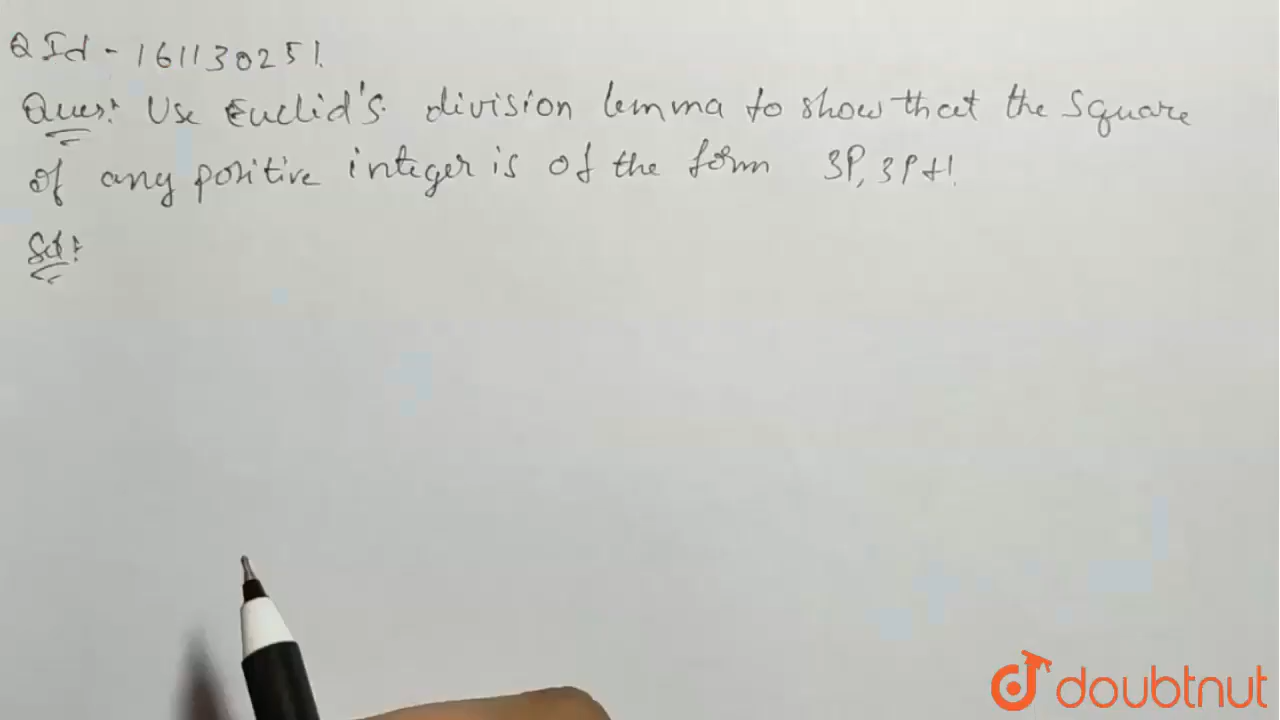 Q Id - 161130251.
Ques: Use Euclid's division lemma to show that the Square
of any positive integer is of the form 3P, 3P+1.
Sol:
doubtnut